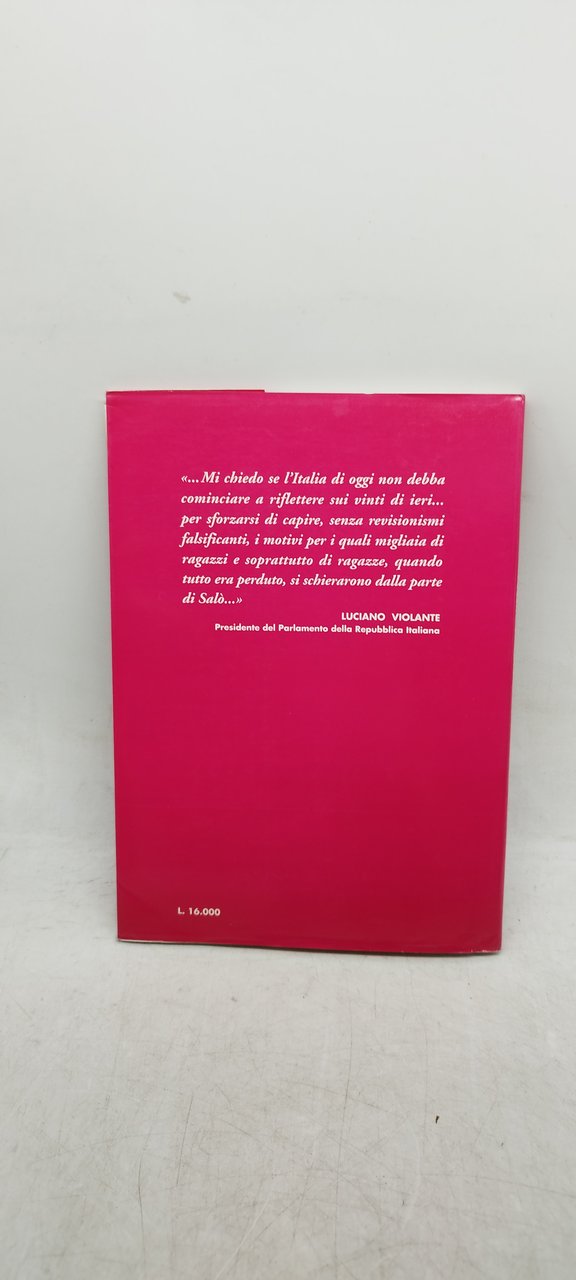 «...Mi chiedo se l'Italia di oggi non debba
cominciare a riflettere sui vinti di ieri...
per sforzarsi di capire, senza revisionismi
falsificanti, i motivi per i quali migliaia di
ragazzi e soprattutto di ragazze, quando
tutto era perduto, si schierarono dalla parte
di Salò...»
LUCIANO VIOLANTE
Presidente del Parlamento della Repubblica Italiana
L. 16.000